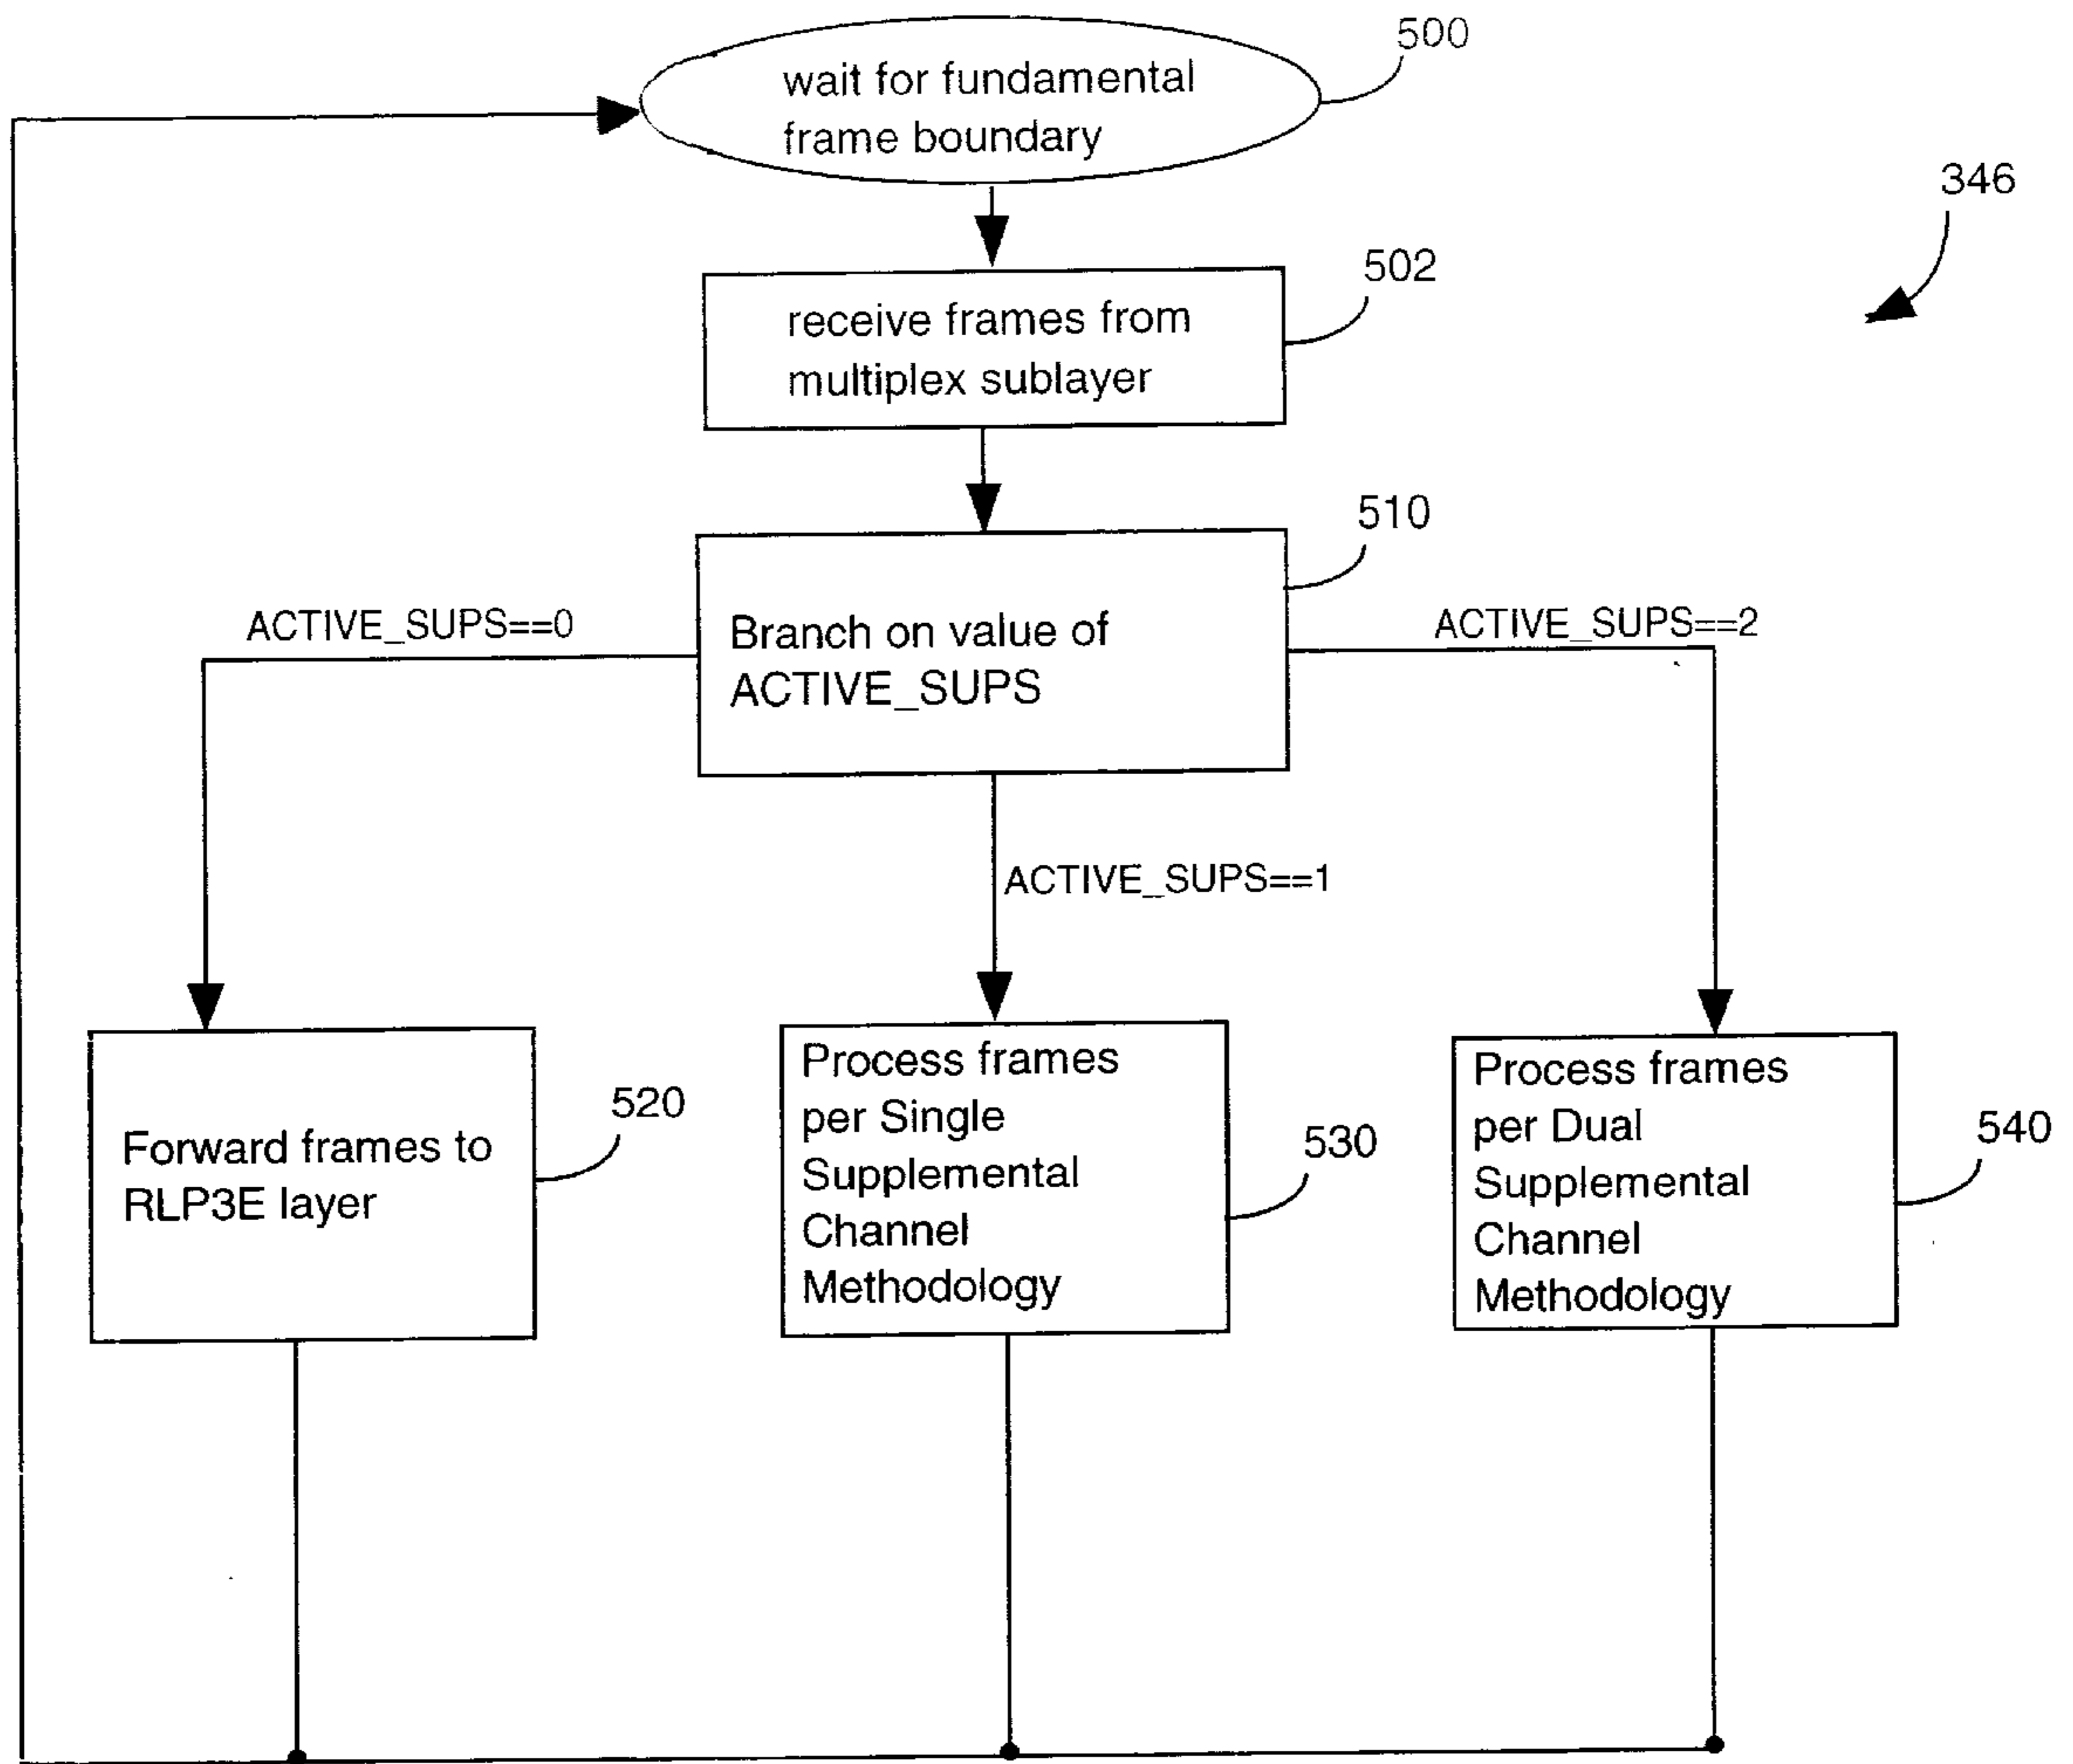 500
wait for fundamental
frame boundary
346
502
receive frames from
multiplex sublayer
510
ACTIVE_SUPS==0
Branch on value of
ACTIVE_SUPS
ACTIVE_SUPS==2
ACTIVE_SUPS==1
Forward frames to
RLP3E layer
520
Process frames
per Single
Supplemental
Channel
Methodology
530
Process frames
per Dual
Supplemental
Channel
Methodology
540